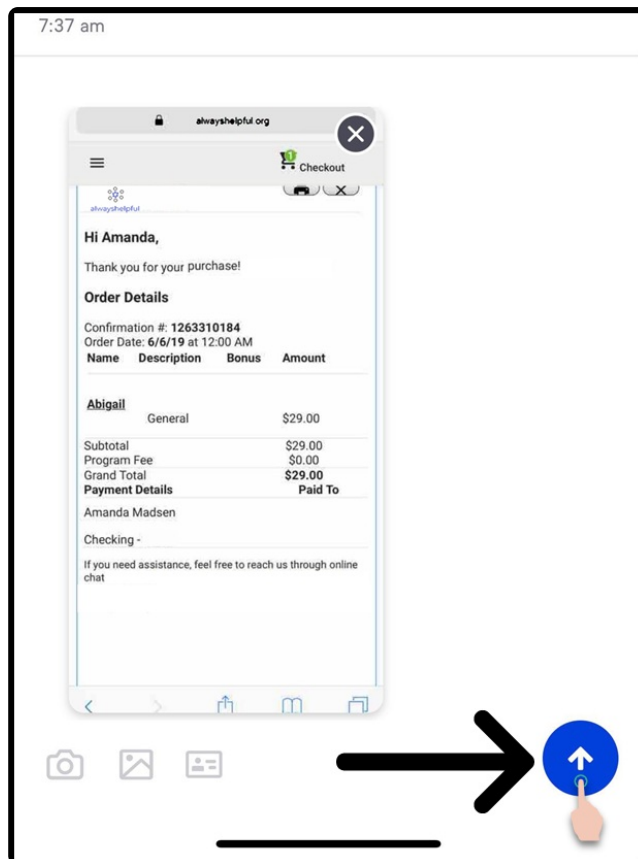 7:37 am
alwayshelpful org
1
Checkout
alwayshelpful
Hi Amanda,
Thank you for your purchase!
Order Details
Confirmation #: 1263310184
Order Date: 6/6/19 at 12:00 AM
Name Description Bonus Amount
Abigail
General $29.00
Subtotal $29.00
Program Fee $0.00
Grand Total $29.00
Payment Details Paid To
Amanda Madsen
Checking -
If you need assistance, feel free to reach us through online
chat